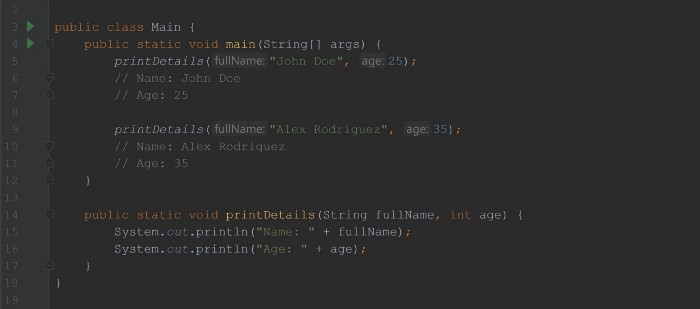 2
3 public class Main {
4 public static void main(String[] args) {
5 printDetails( fullName: "John Doe", age: 25);
6 // Name: John Doe
7 // Age: 25
8
9 printDetails( fullName: "Alex Rodriquez", age: 35);
10 // Name: Alex Rodriquez
11 // Age: 35
12 }
13
14 public static void printDetails(String fullName, int age) {
15 System.out.println("Name: " + fullName);
16 System.out.println("Age: " + age);
17 }
18 }
19